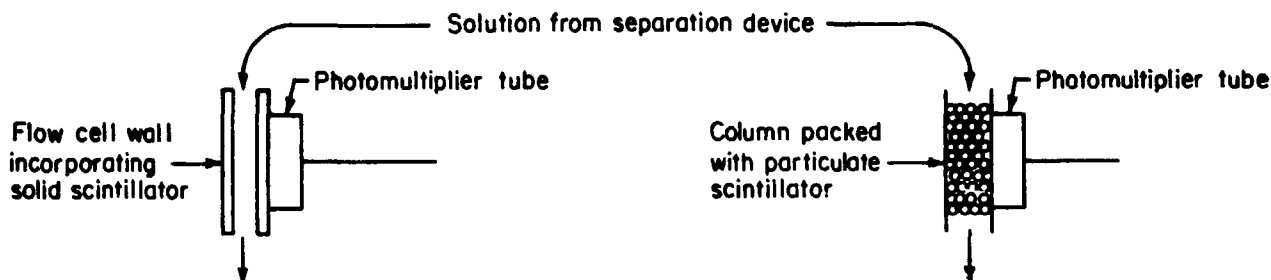 Solution from separation device
Photomultiplier tube
Flow cell wall
incorporating
solid scintillator
Photomultiplier tube
Column packed
with particulate
scintillator